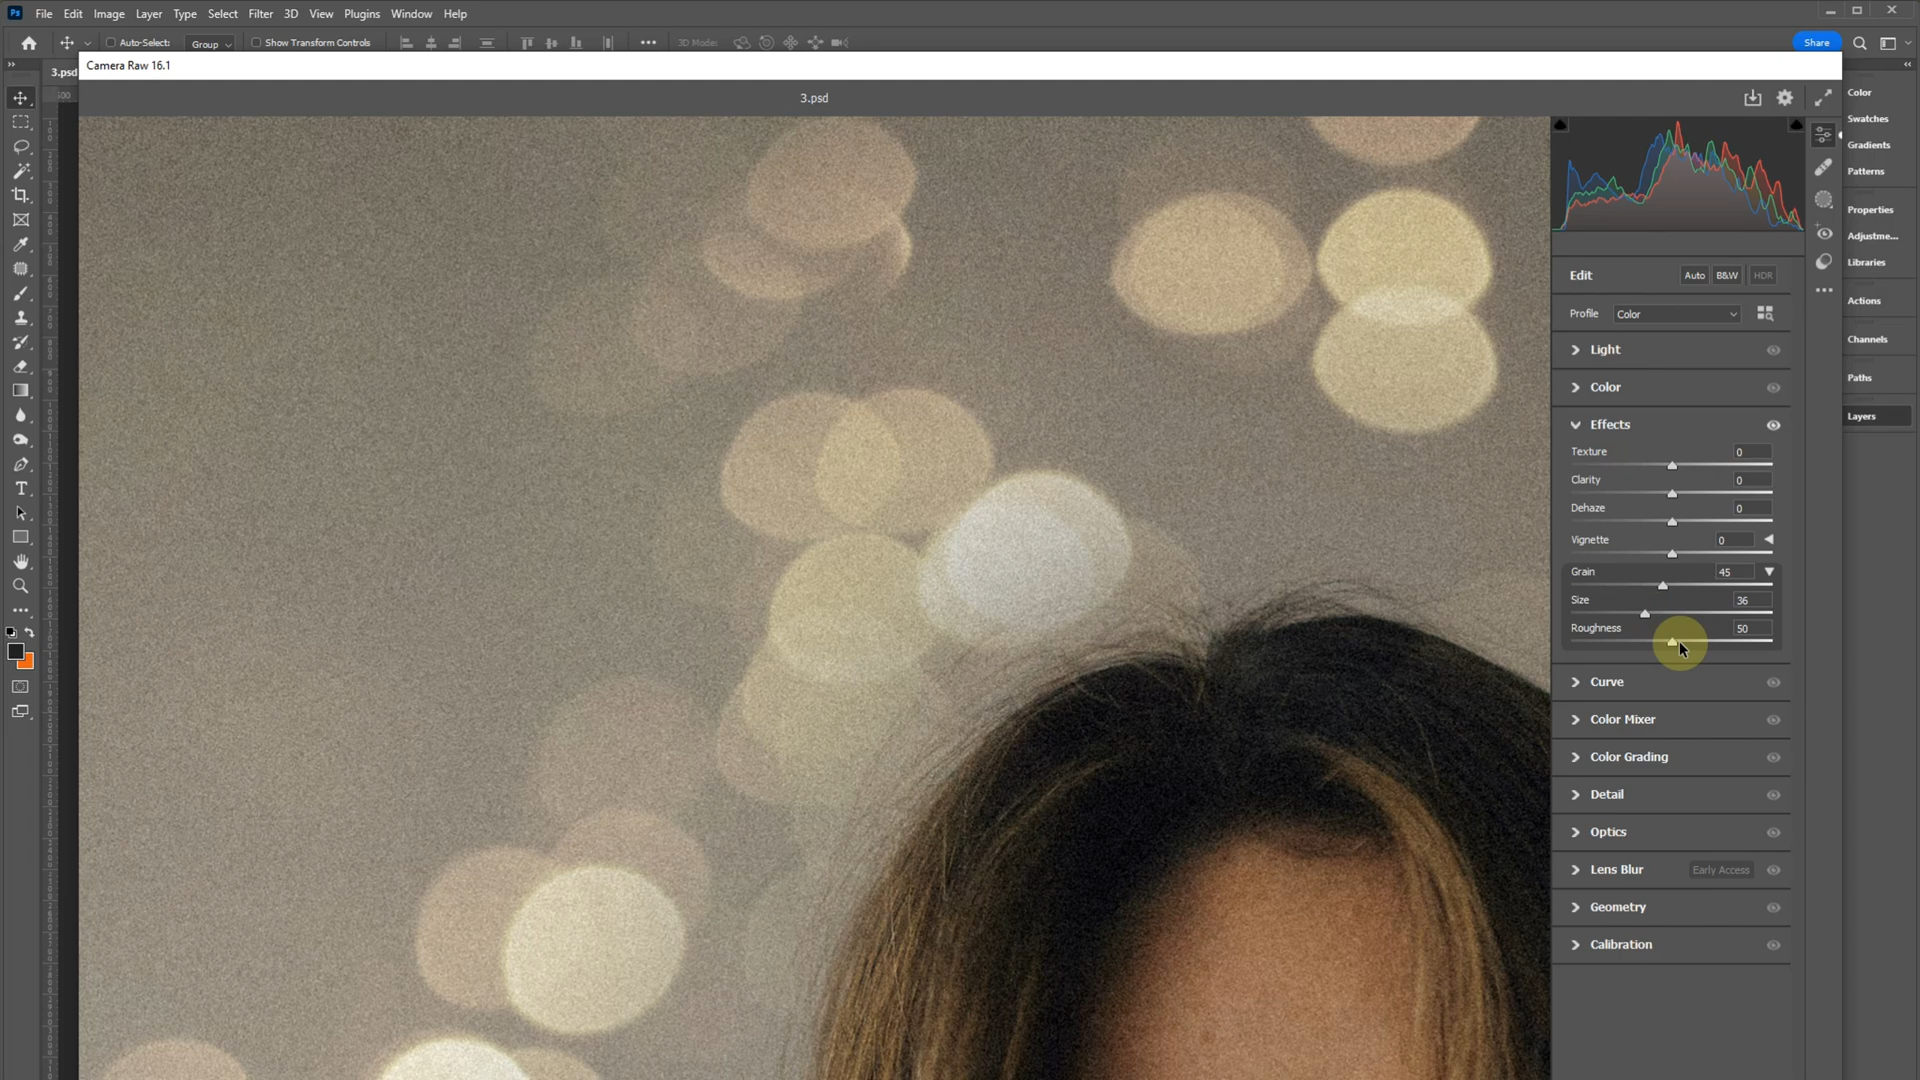 Ps File Edit Image Layer Type Select Filter 3D View Plugins Window Help
Auto-Select: Group Show Transform Controls 3D Mode: Share
3.psd
Camera Raw 16.1
3.psd
Edit Auto B&W HDR
Profile Color
Light
Color
Effects
Texture 0
Clarity 0
Dehaze 0
Vignette 0
Grain 45
Size 36
Roughness 50
Curve
Color Mixer
Color Grading
Detail
Optics
Lens Blur Early Access
Geometry
Calibration
Color
Swatches
Gradients
Patterns
Properties
Adjustme...
Libraries
Actions
Channels
Paths
Layers